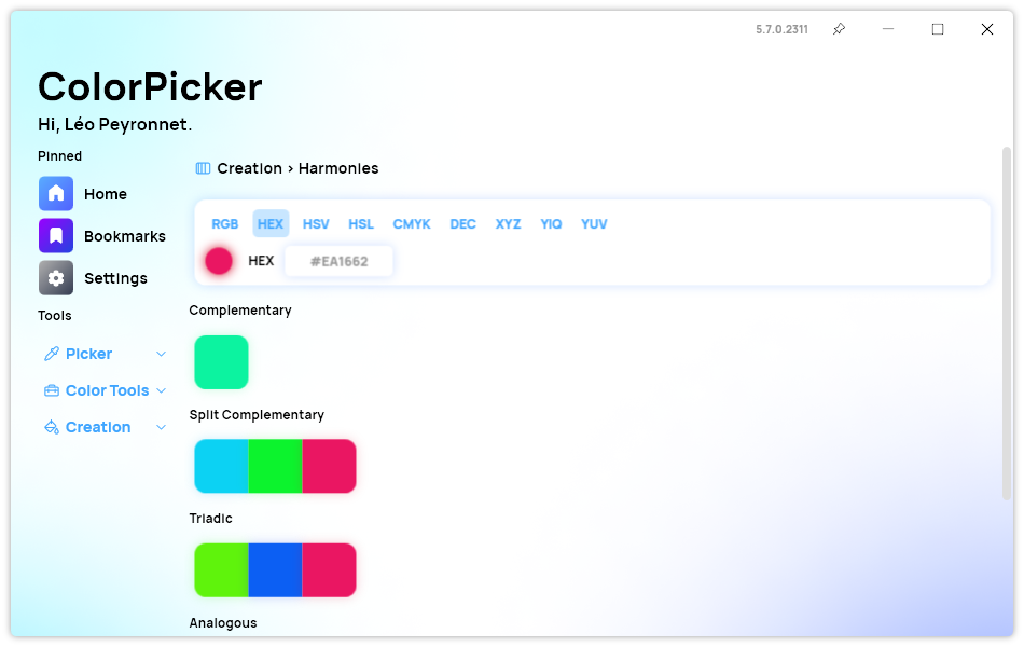 5.7.0.2311
ColorPicker
Hi, Léo Peyronnet.
Pinned
Home
Bookmarks
Settings
Tools
Picker
Color Tools
Creation
Creation > Harmonies
RGB HEX HSV HSL CMYK DEC XYZ YIQ YUV
HEX #EA1662
Complementary
Split Complementary
Triadic
Analogous